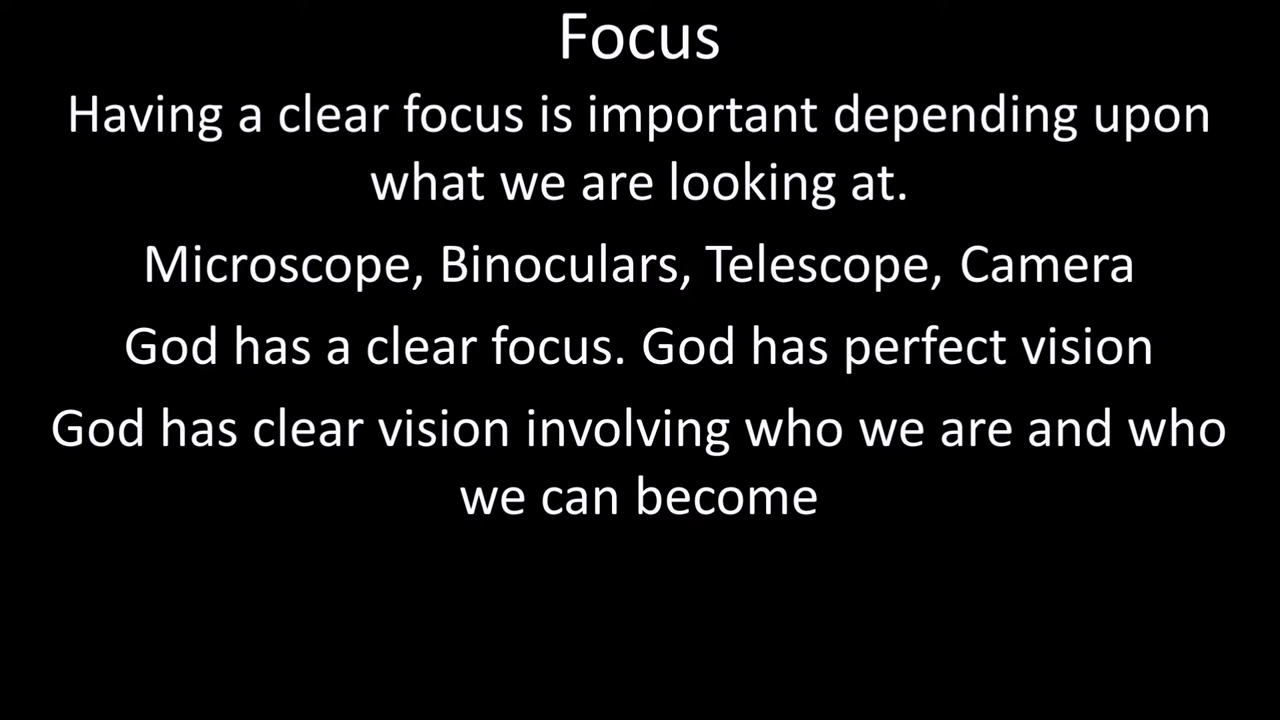 Focus
Having a clear focus is important depending upon
what we are looking at.
Microscope, Binoculars, Telescope, Camera
God has a clear focus. God has perfect vision
God has clear vision involving who we are and who
we can become